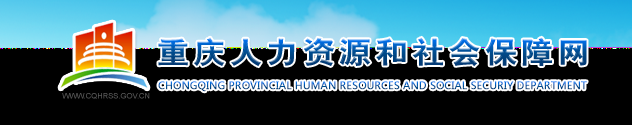 重庆人力资源和社会保障网
CHONGQING PROVINCIAL HUMAN RESOURCES AND SOCIAL SECURIY DEPARTMENT
WWW.CQHRSS.GOV.CN